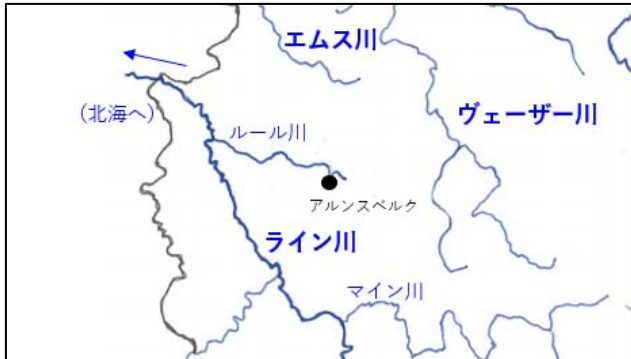 エムス川
(北海へ)
ヴェーザー川
ルール川
アルンスベルク
ライン川
マイン川